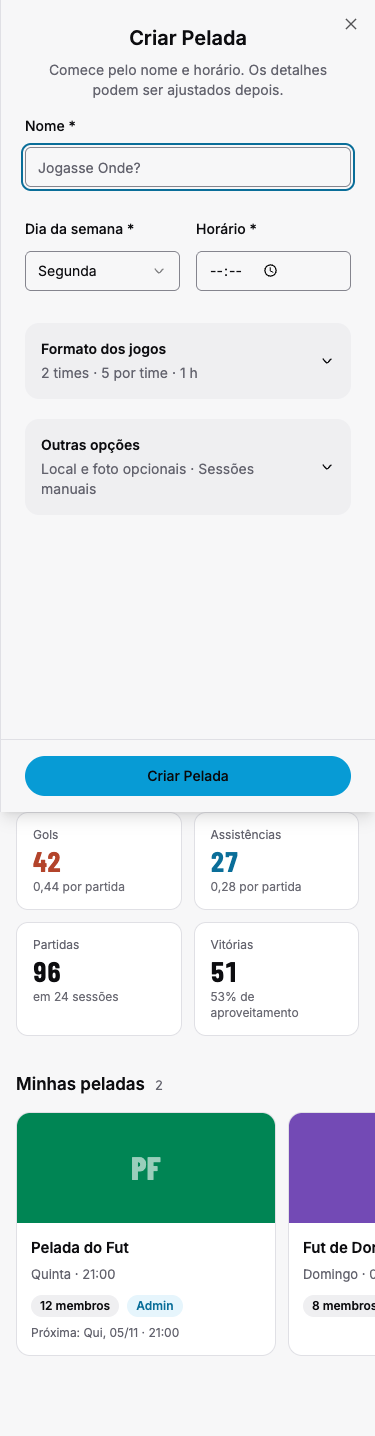 Criar Pelada
Comece pelo nome e horário. Os detalhes
podem ser ajustados depois.
Nome *
Jogasse Onde?
Dia da semana * Horário *
Segunda --:--
Formato dos jogos
2 times · 5 por time · 1 h
Outras opções
Local e foto opcionais · Sessões
manuais
Criar Pelada
Gols Assistências
42 27
0,44 por partida 0,28 por partida
Partidas Vitórias
96 51
em 24 sessões 53% de
aproveitamento
Minhas peladas 2
PF
Pelada do Fut Fut de Dor
Quinta · 21:00 Domingo · 0
12 membros Admin 8 membros
Próxima: Qui, 05/11 · 21:00